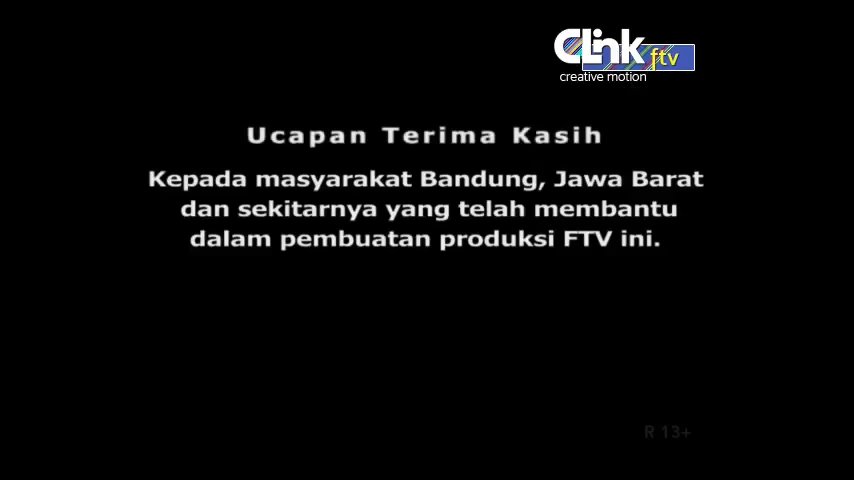 CLink
ftv
creative motion
Ucapan Terima Kasih
Kepada masyarakat Bandung, Jawa Barat
dan sekitarnya yang telah membantu
dalam pembuatan produksi FTV ini.
R 13+